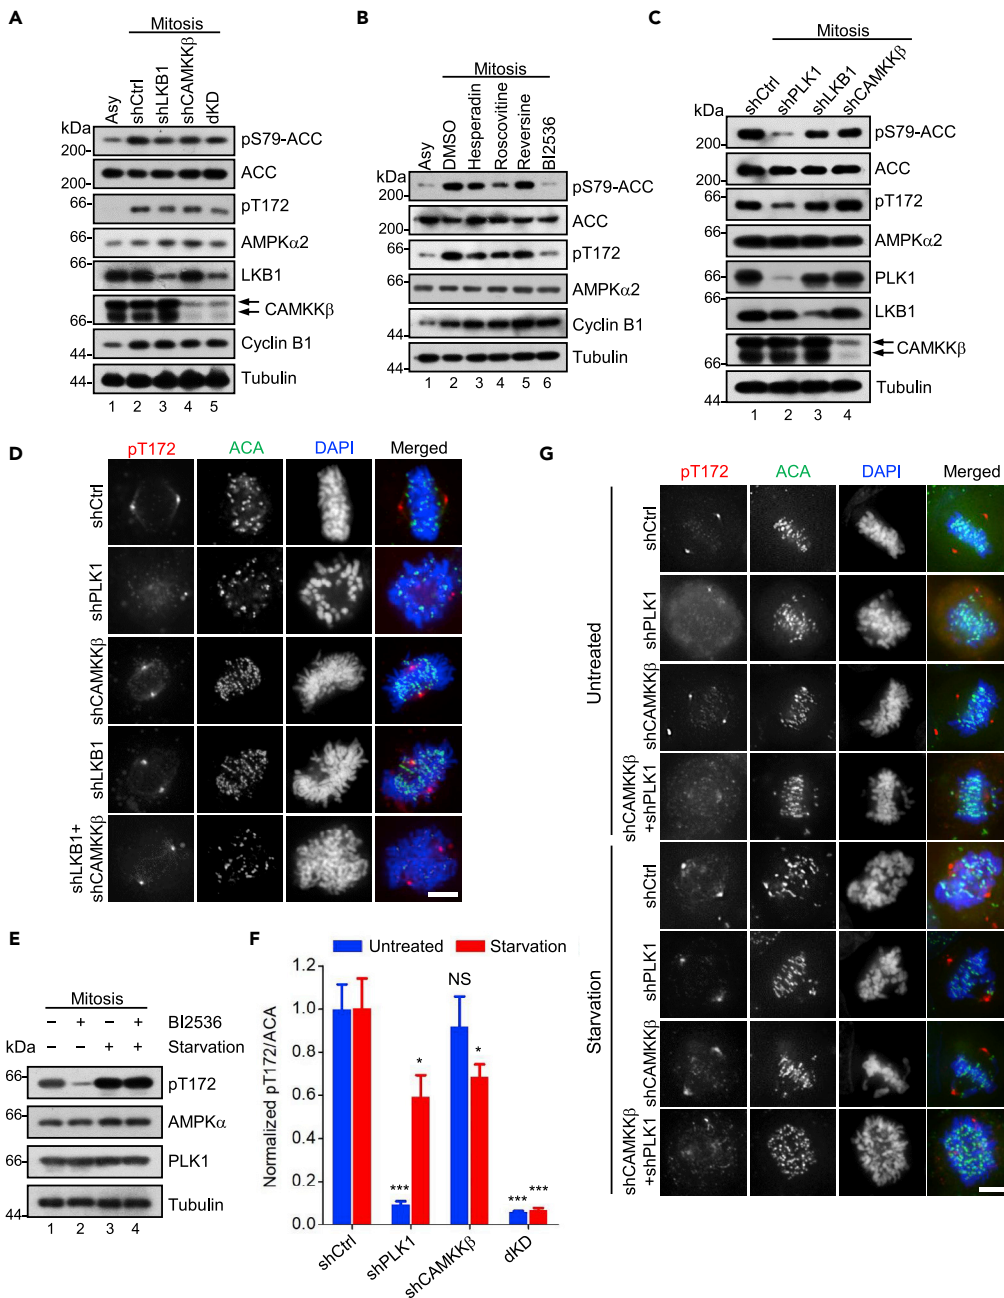 A
Mitosis
Asy
shCtrl
shLKB1
shCAMKKβ
dKD
kDa
200
pS79-ACC
200
ACC
66
pT172
66
AMPKα2
LKB1
66
CAMKKβ
44
Cyclin B1
44
Tubulin
1 2 3 4 5
B
Mitosis
Asy
DMSO
Hesperadin
Roscovitine
Reversine
BI2536
kDa
200
pS79-ACC
200
ACC
66
pT172
66
AMPKα2
44
Cyclin B1
44
Tubulin
1 2 3 4 5 6
C
Mitosis
shCtrl
shPLK1
shLKB1
shCAMKKβ
kDa
200
pS79-ACC
200
ACC
66
pT172
66
AMPKα2
66
PLK1
66
LKB1
66
CAMKKβ
44
Tubulin
1 2 3 4
D
pT172 ACA DAPI Merged
shCtrl
shPLK1
shCAMKKβ
shLKB1
shLKB1+
shCAMKKβ
E
Mitosis
− + − + BI2536
kDa − − + + Starvation
66
pT172
66
AMPKα
66
PLK1
44
Tubulin
1 2 3 4
F
Untreated Starvation
Normalized pT172/ACA
1.2
1.0
0.8
0.6
0.4
0.2
0.0
***
*
NS
*
***
***
shCtrl
shPLK1
shCAMKKβ
dKD
G
pT172 ACA DAPI Merged
Untreated
shCtrl
shPLK1
shCAMKKβ
shCAMKKβ
+shPLK1
Starvation
shCtrl
shPLK1
shCAMKKβ
shCAMKKβ
+shPLK1